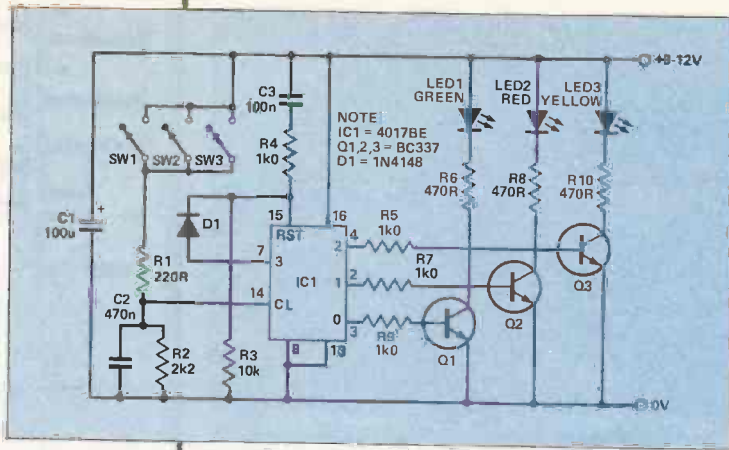 +9-12V
C3
100n
LED1
GREEN
LED2
RED
LED3
YELLOW
NOTE
IC1 = 4017BE
Q1,2,3 = BC337
D1 = 1N4148
R4
1k0
SW1
SW2
SW3
R6
470R
R8
470R
R10
470R
C1
100u
+
D1
15
RST
16
R5
1k0
4
2
7
3
IC1
R7
1k0
2
1
Q3
R1
220R
14
CL
Q2
C2
470n
0
3
R9
1k0
Q1
R2
2k2
R3
10k
8
0V